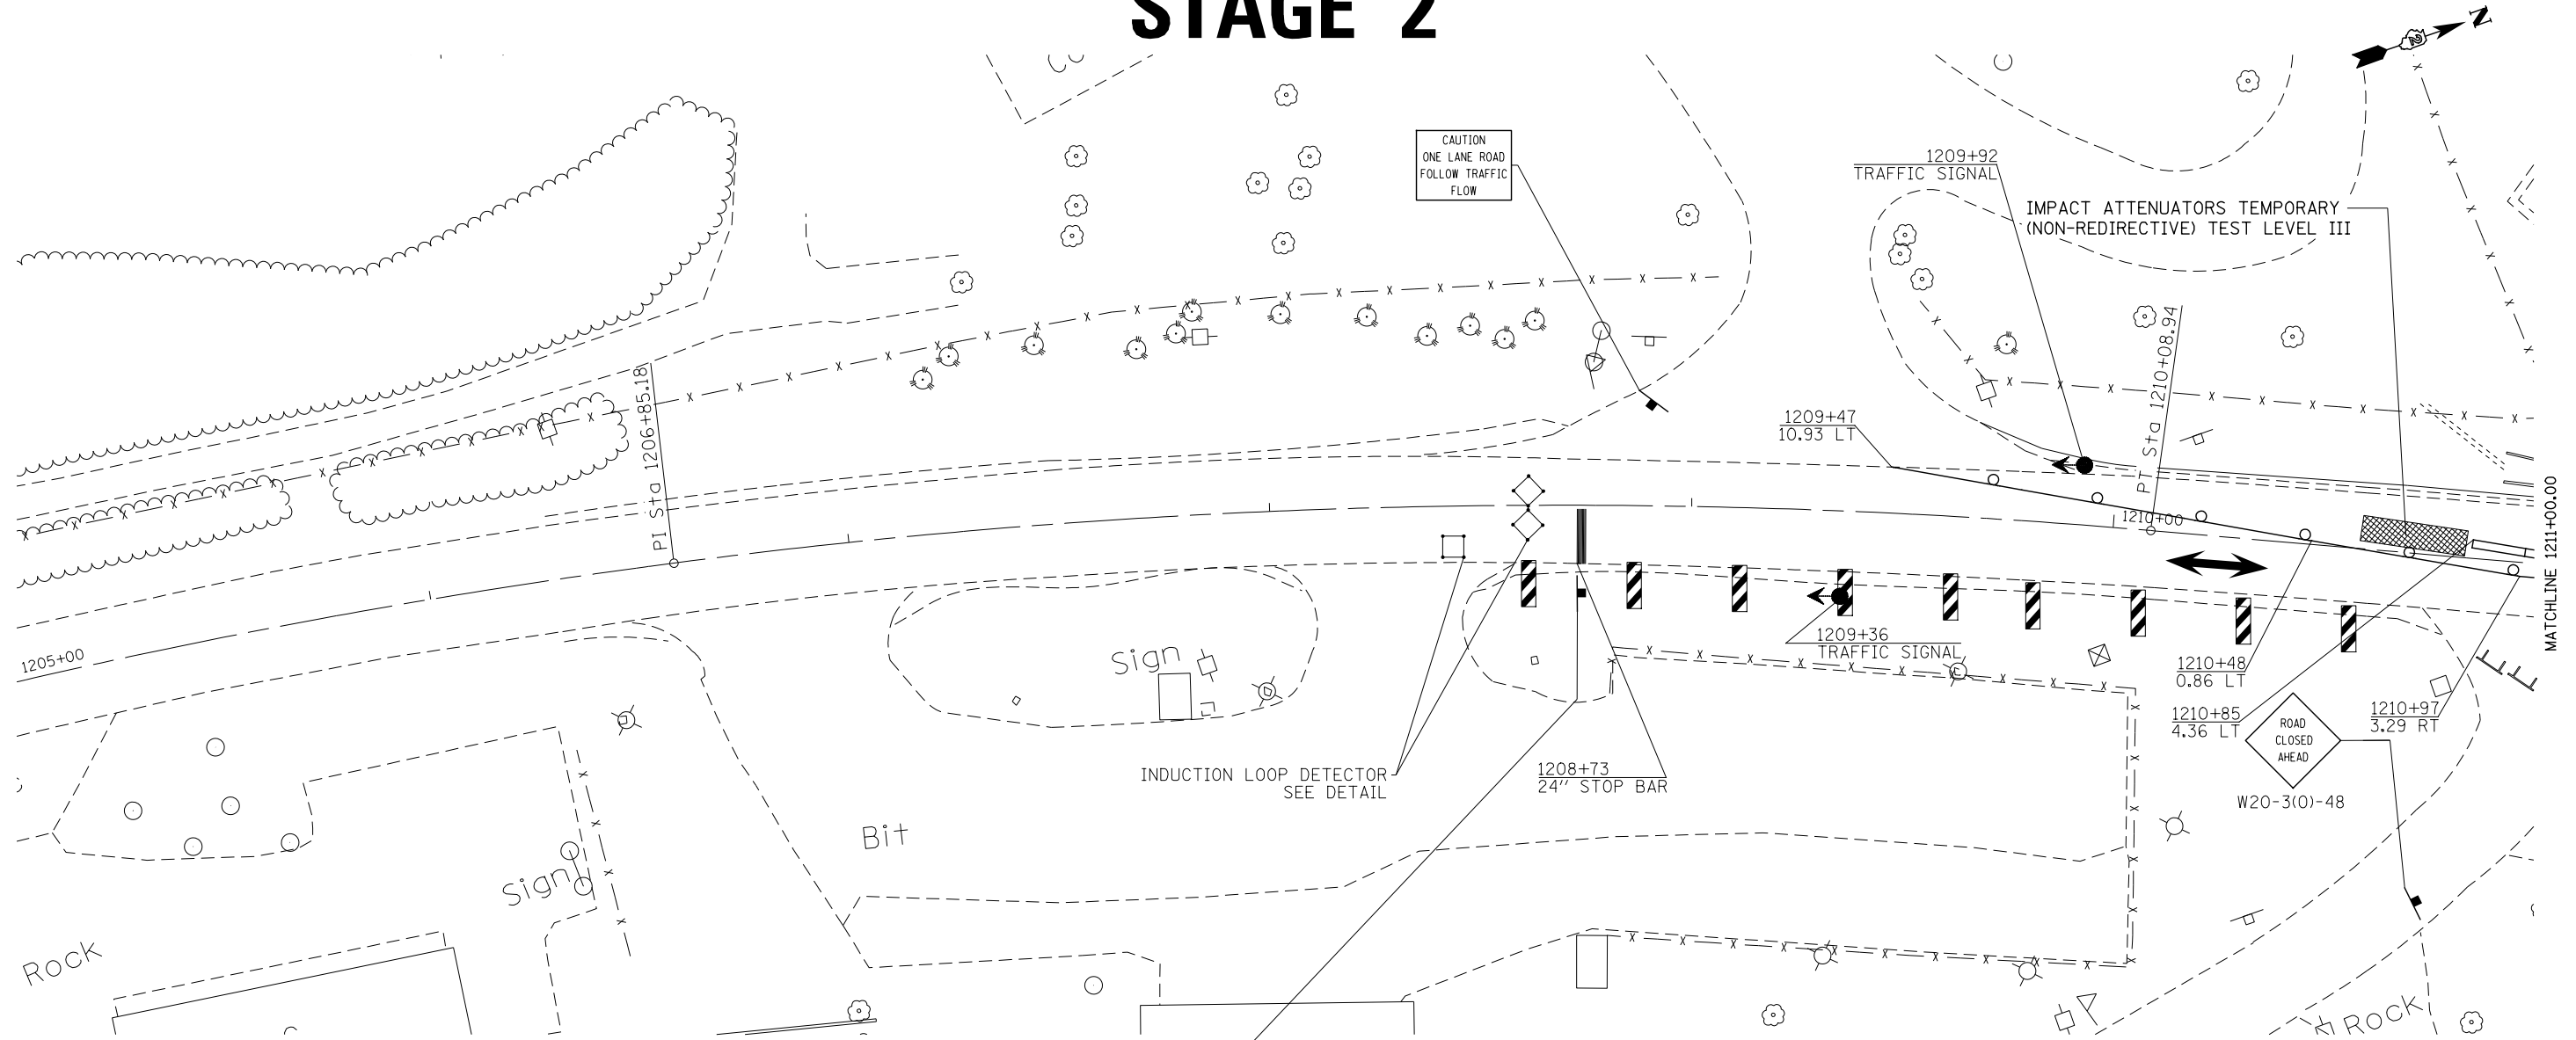 STAGE 2
N
CAUTION
ONE LANE ROAD
FOLLOW TRAFFIC
FLOW
1209+92
TRAFFIC SIGNAL
IMPACT ATTENUATORS TEMPORARY
(NON-REDIRECTIVE) TEST LEVEL III
PI Sta 1206+85.18
PT Sta 1210+08.94
1209+47
10.93 LT
1210+00
MATCHLINE 1211+00.00
1205+00
Sign
1209+36
TRAFFIC SIGNAL
1210+48
0.86 LT
1210+85
4.36 LT
1210+97
3.29 RT
ROAD
CLOSED
AHEAD
W20-3(O)-48
INDUCTION LOOP DETECTOR
SEE DETAIL
1208+73
24" STOP BAR
Bit
Sign
Rock
Rock